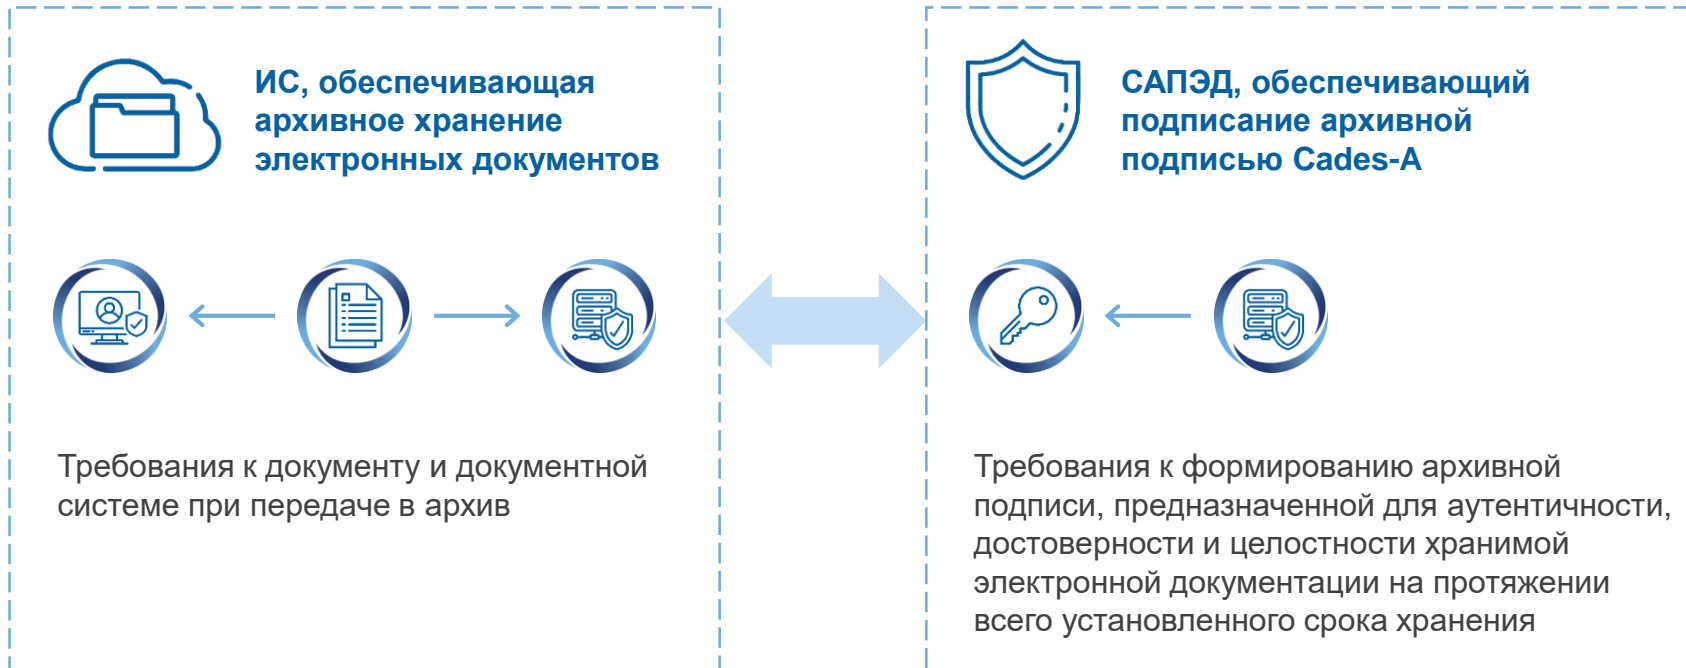 ИС, обеспечивающая
архивное хранение
электронных документов
Требования к документу и документной
системе при передаче в архив
САПЭД, обеспечивающий
подписание архивной
подписью Cades-A
Требования к формированию архивной
подписи, предназначенной для аутентичности,
достоверности и целостности хранимой
электронной документации на протяжении
всего установленного срока хранения